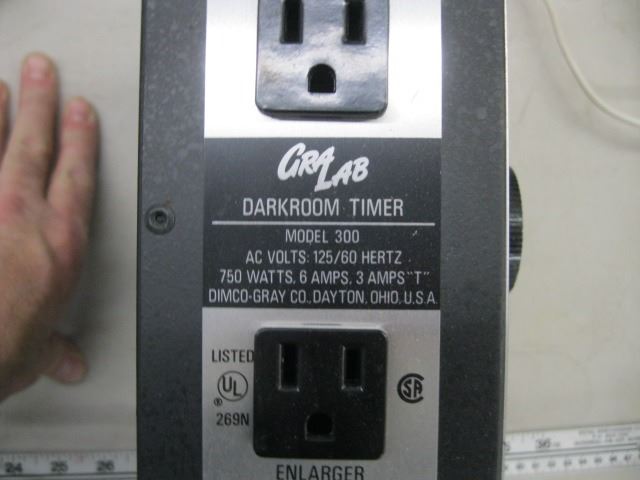 GRALAB
DARKROOM TIMER
MODEL 300
AC VOLTS: 125/60 HERTZ
750 WATTS, 6 AMPS, 3 AMPS "T"
DIMCO-GRAY CO., DAYTON, OHIO, U.S.A.
LISTED
UL
®
269N
SA
ENLARGER
24 25 26
36